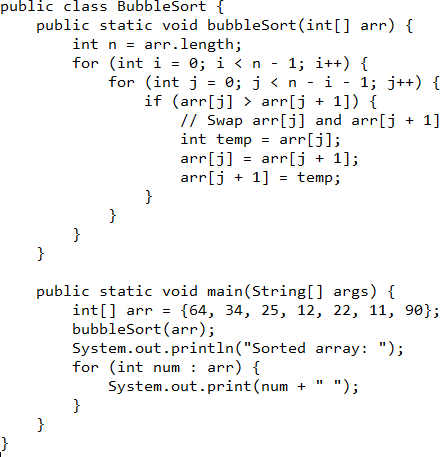 public class BubbleSort {
    public static void bubbleSort(int[] arr) {
        int n = arr.length;
        for (int i = 0; i < n - 1; i++) {
            for (int j = 0; j < n - i - 1; j++) {
                if (arr[j] > arr[j + 1]) {
                    // Swap arr[j] and arr[j + 1]
                    int temp = arr[j];
                    arr[j] = arr[j + 1];
                    arr[j + 1] = temp;
                }
            }
        }
    }

    public static void main(String[] args) {
        int[] arr = {64, 34, 25, 12, 22, 11, 90};
        bubbleSort(arr);
        System.out.println("Sorted array: ");
        for (int num : arr) {
            System.out.print(num + " ");
        }
    }
}